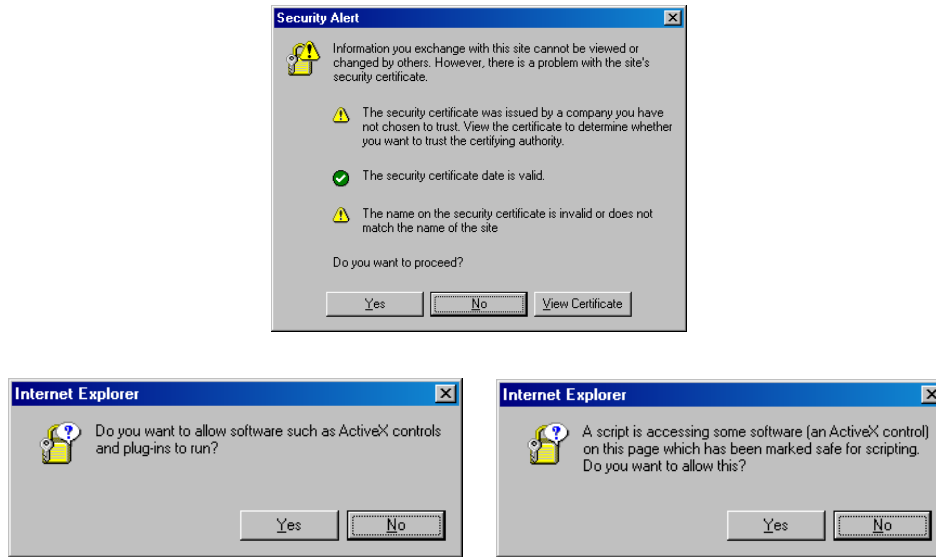 Security Alert
Information you exchange with this site cannot be viewed or
changed by others. However, there is a problem with the site's
security certificate.
The security certificate was issued by a company you have
not chosen to trust. View the certificate to determine whether
you want to trust the certifying authority.
The security certificate date is valid.
The name on the security certificate is invalid or does not
match the name of the site
Do you want to proceed?
Yes No View Certificate
Internet Explorer
Do you want to allow software such as ActiveX controls
and plug-ins to run?
Yes No
Internet Explorer
A script is accessing some software (an ActiveX control)
on this page which has been marked safe for scripting.
Do you want to allow this?
Yes No